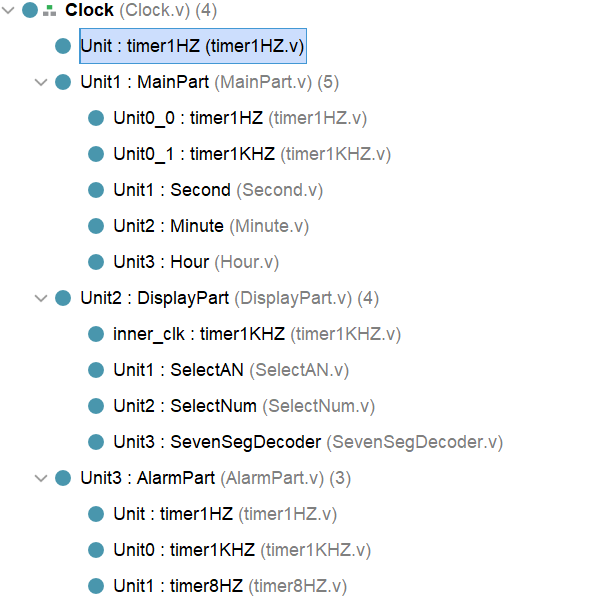 Clock (Clock.v) (4)
Unit : timer1HZ (timer1HZ.v)
Unit1 : MainPart (MainPart.v) (5)
Unit0_0 : timer1HZ (timer1HZ.v)
Unit0_1 : timer1KHZ (timer1KHZ.v)
Unit1 : Second (Second.v)
Unit2 : Minute (Minute.v)
Unit3 : Hour (Hour.v)
Unit2 : DisplayPart (DisplayPart.v) (4)
inner_clk : timer1KHZ (timer1KHZ.v)
Unit1 : SelectAN (SelectAN.v)
Unit2 : SelectNum (SelectNum.v)
Unit3 : SevenSegDecoder (SevenSegDecoder.v)
Unit3 : AlarmPart (AlarmPart.v) (3)
Unit : timer1HZ (timer1HZ.v)
Unit0 : timer1KHZ (timer1KHZ.v)
Unit1 : timer8HZ (timer8HZ.v)